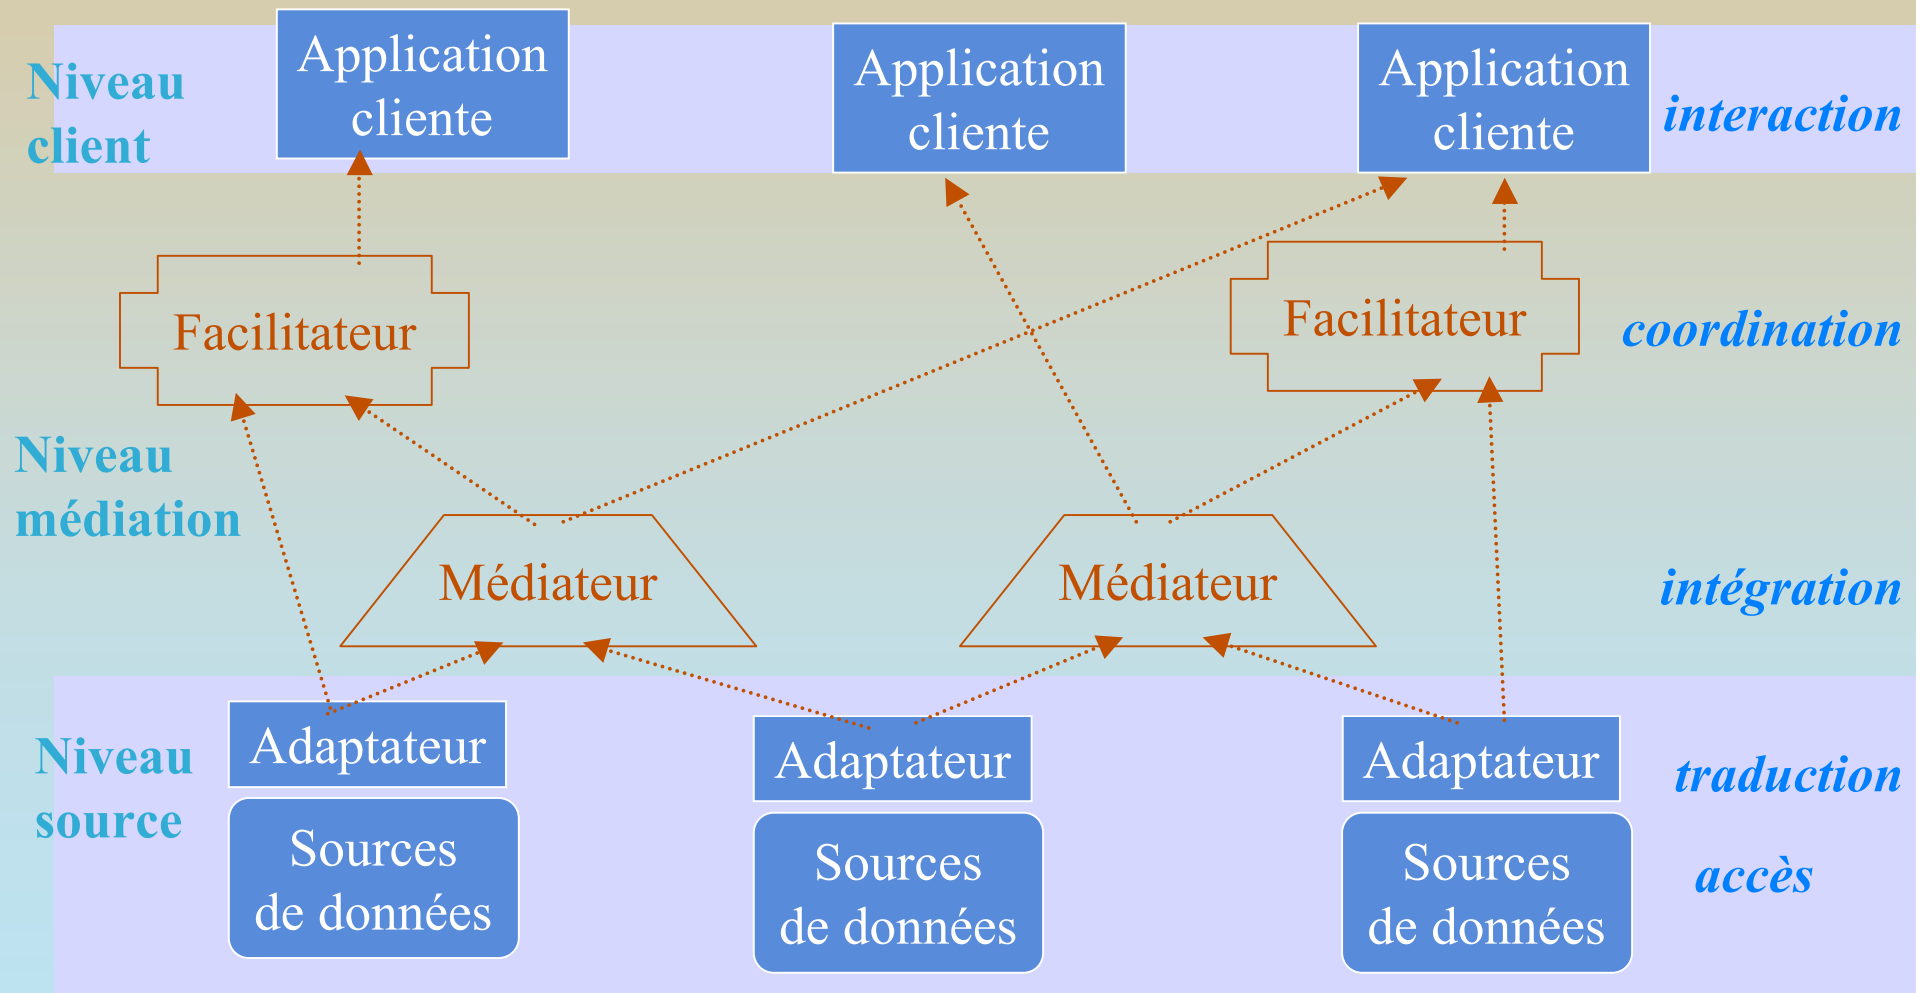 Niveau
client
Application
cliente
Application
cliente
Application
cliente
interaction
Facilitateur
Facilitateur
coordination
Niveau
médiation
Médiateur
Médiateur
intégration
Niveau
source
Adaptateur
Adaptateur
Adaptateur
traduction
Sources
de données
Sources
de données
Sources
de données
accès